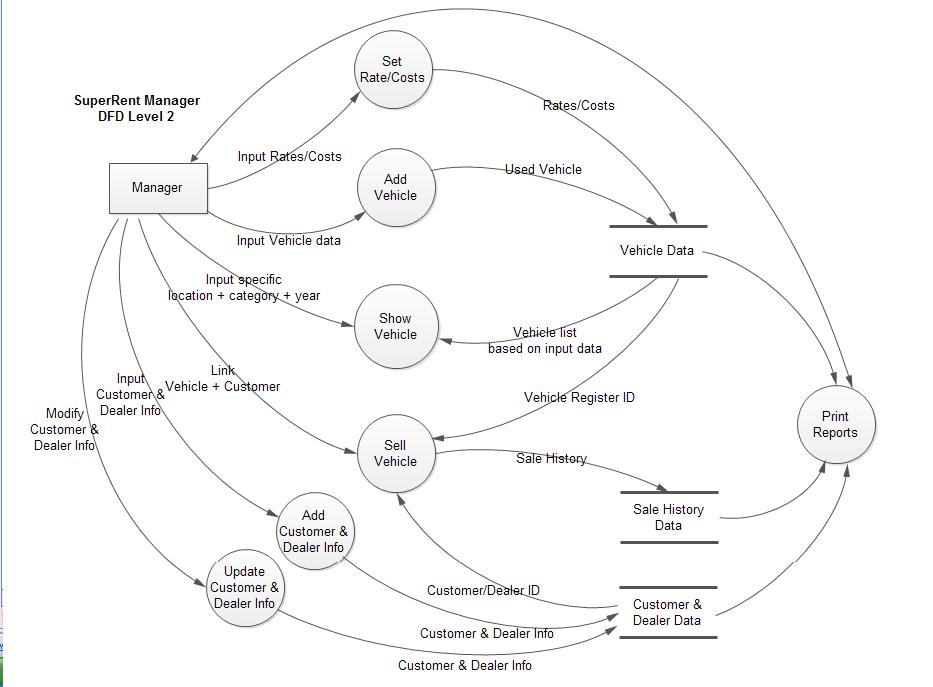 Set
Rate/Costs
SuperRent Manager
DFD Level 2
Rates/Costs
Input Rates/Costs
Add
Vehicle
Used Vehicle
Manager
Input Vehicle data
Vehicle Data
Input specific
location + category + year
Show
Vehicle
Vehicle list
based on input data
Link
Vehicle + Customer
Input
Customer &
Dealer Info
Modify
Customer &
Dealer Info
Vehicle Register ID
Print
Reports
Sell
Vehicle
Sale History
Sale History
Data
Add
Customer &
Dealer Info
Update
Customer &
Dealer Info
Customer/Dealer ID
Customer &
Dealer Data
Customer & Dealer Info
Customer & Dealer Info